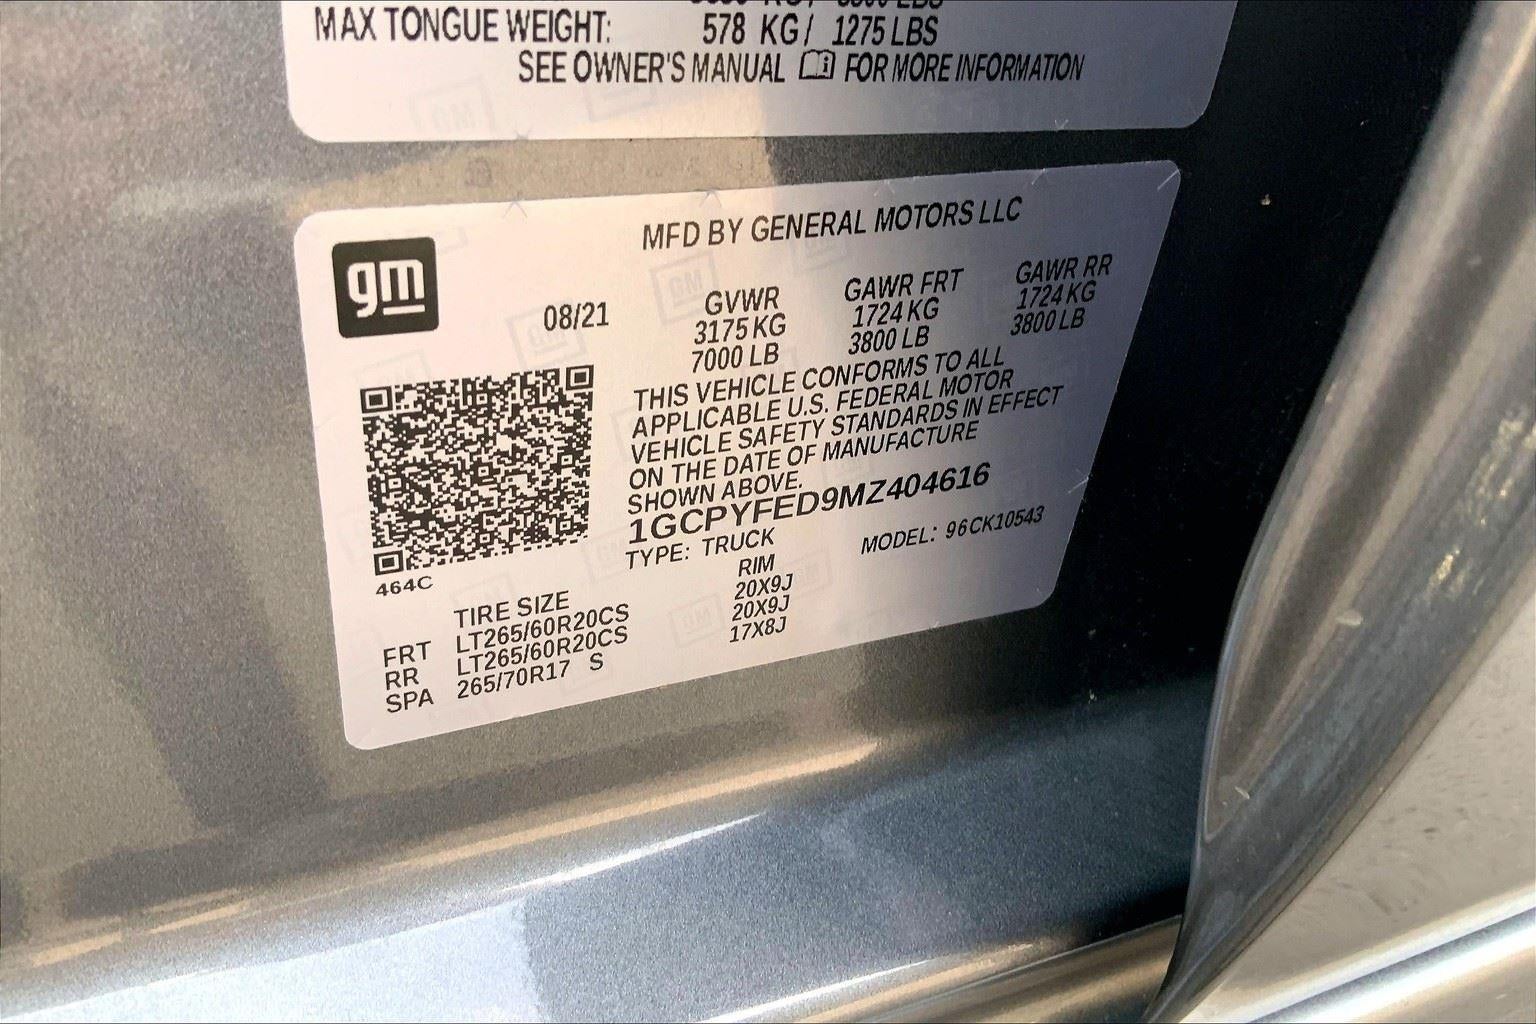 MAX TONGUE WEIGHT: 578 KG / 1275 LBS
SEE OWNER'S MANUAL FOR MORE INFORMATION
gm
MFD BY GENERAL MOTORS LLC
08/21
GVWR GAWR FRT GAWR RR
3175 KG 1724 KG 1724 KG
7000 LB 3800 LB 3800 LB
THIS VEHICLE CONFORMS TO ALL
APPLICABLE U.S. FEDERAL MOTOR
VEHICLE SAFETY STANDARDS IN EFFECT
ON THE DATE OF MANUFACTURE
SHOWN ABOVE.
1GCPYFED9MZ404616
TYPE: TRUCK MODEL: 96CK10543
464C
TIRE SIZE RIM
FRT LT265/60R20CS 20X9J
RR LT265/60R20CS 20X9J
SPA 265/70R17 S 17X8J